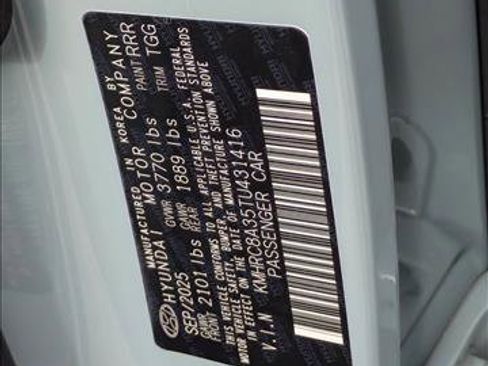 MANUFACTURED IN KOREA BY
HYUNDAI MOTOR COMPANY
SEP/2025 GVWR 3770 lbs PAINT RRR
GAWR FRONT 2101 lbs GAWR REAR 1889 lbs TRIM TGG
THIS VEHICLE CONFORMS TO ALL APPLICABLE U.S.A. FEDERAL
MOTOR VEHICLE SAFETY, BUMPER, AND THEFT PREVENTION STANDARDS
IN EFFECT ON THE DATE OF MANUFACTURE SHOWN ABOVE
V.I.N KMHRC8A35TU431416
PASSENGER CAR